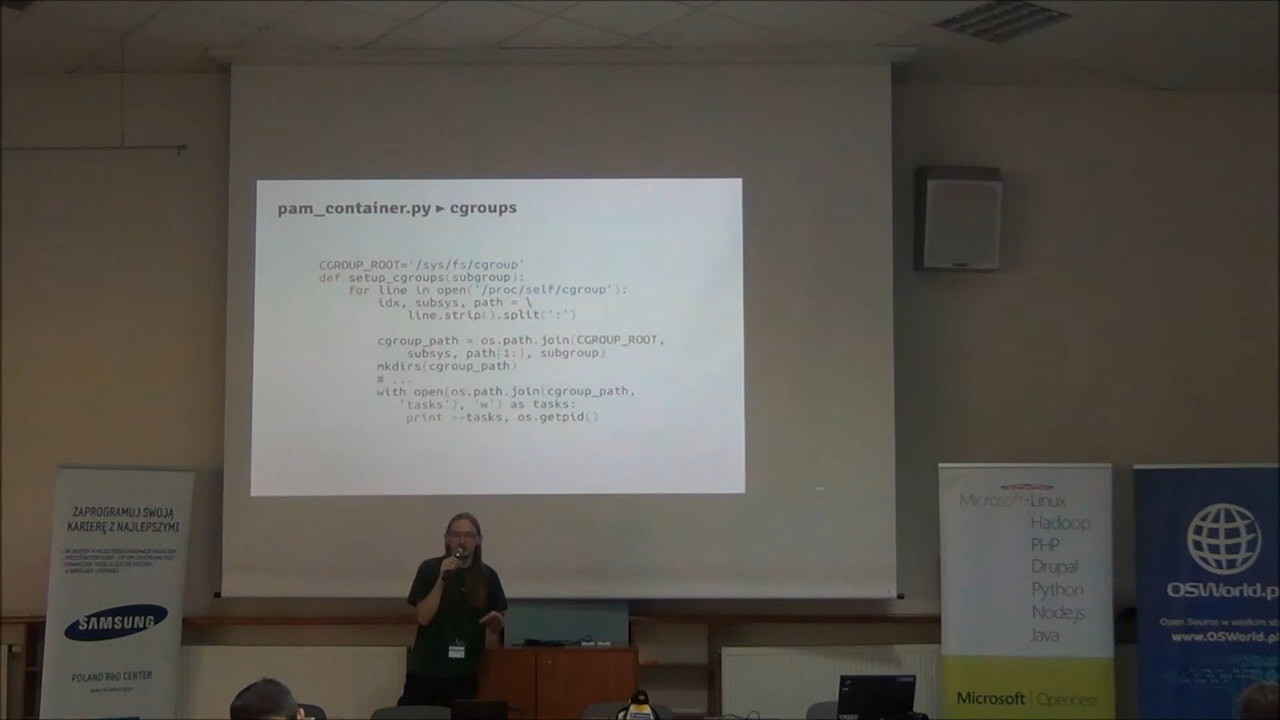 pam_container.py ▸ cgroups
CGROUP_ROOT='/sys/fs/cgroup'
def setup_cgroups(subgroup):
for line in open('/proc/self/cgroup'):
idx, subsys, path = \
line.strip().split(':')
cgroup_path = os.path.join(CGROUP_ROOT,
subsys, path[1:], subgroup)
mkdirs(cgroup_path)
# ...
with open(os.path.join(cgroup_path,
'tasks'), 'w') as tasks:
print >>tasks, os.getpid()
ZAPROGRAMUJ SWOJĄ
KARIERĘ Z NAJLEPSZYMI
SAMSUNG
POLAND R&D CENTER
Microsoft+Linux
Hadoop
PHP
Drupal
Python
Node.js
Java
Microsoft | Openness
OSWorld.p
Open Source w wielkim
www.OSWorld.pl